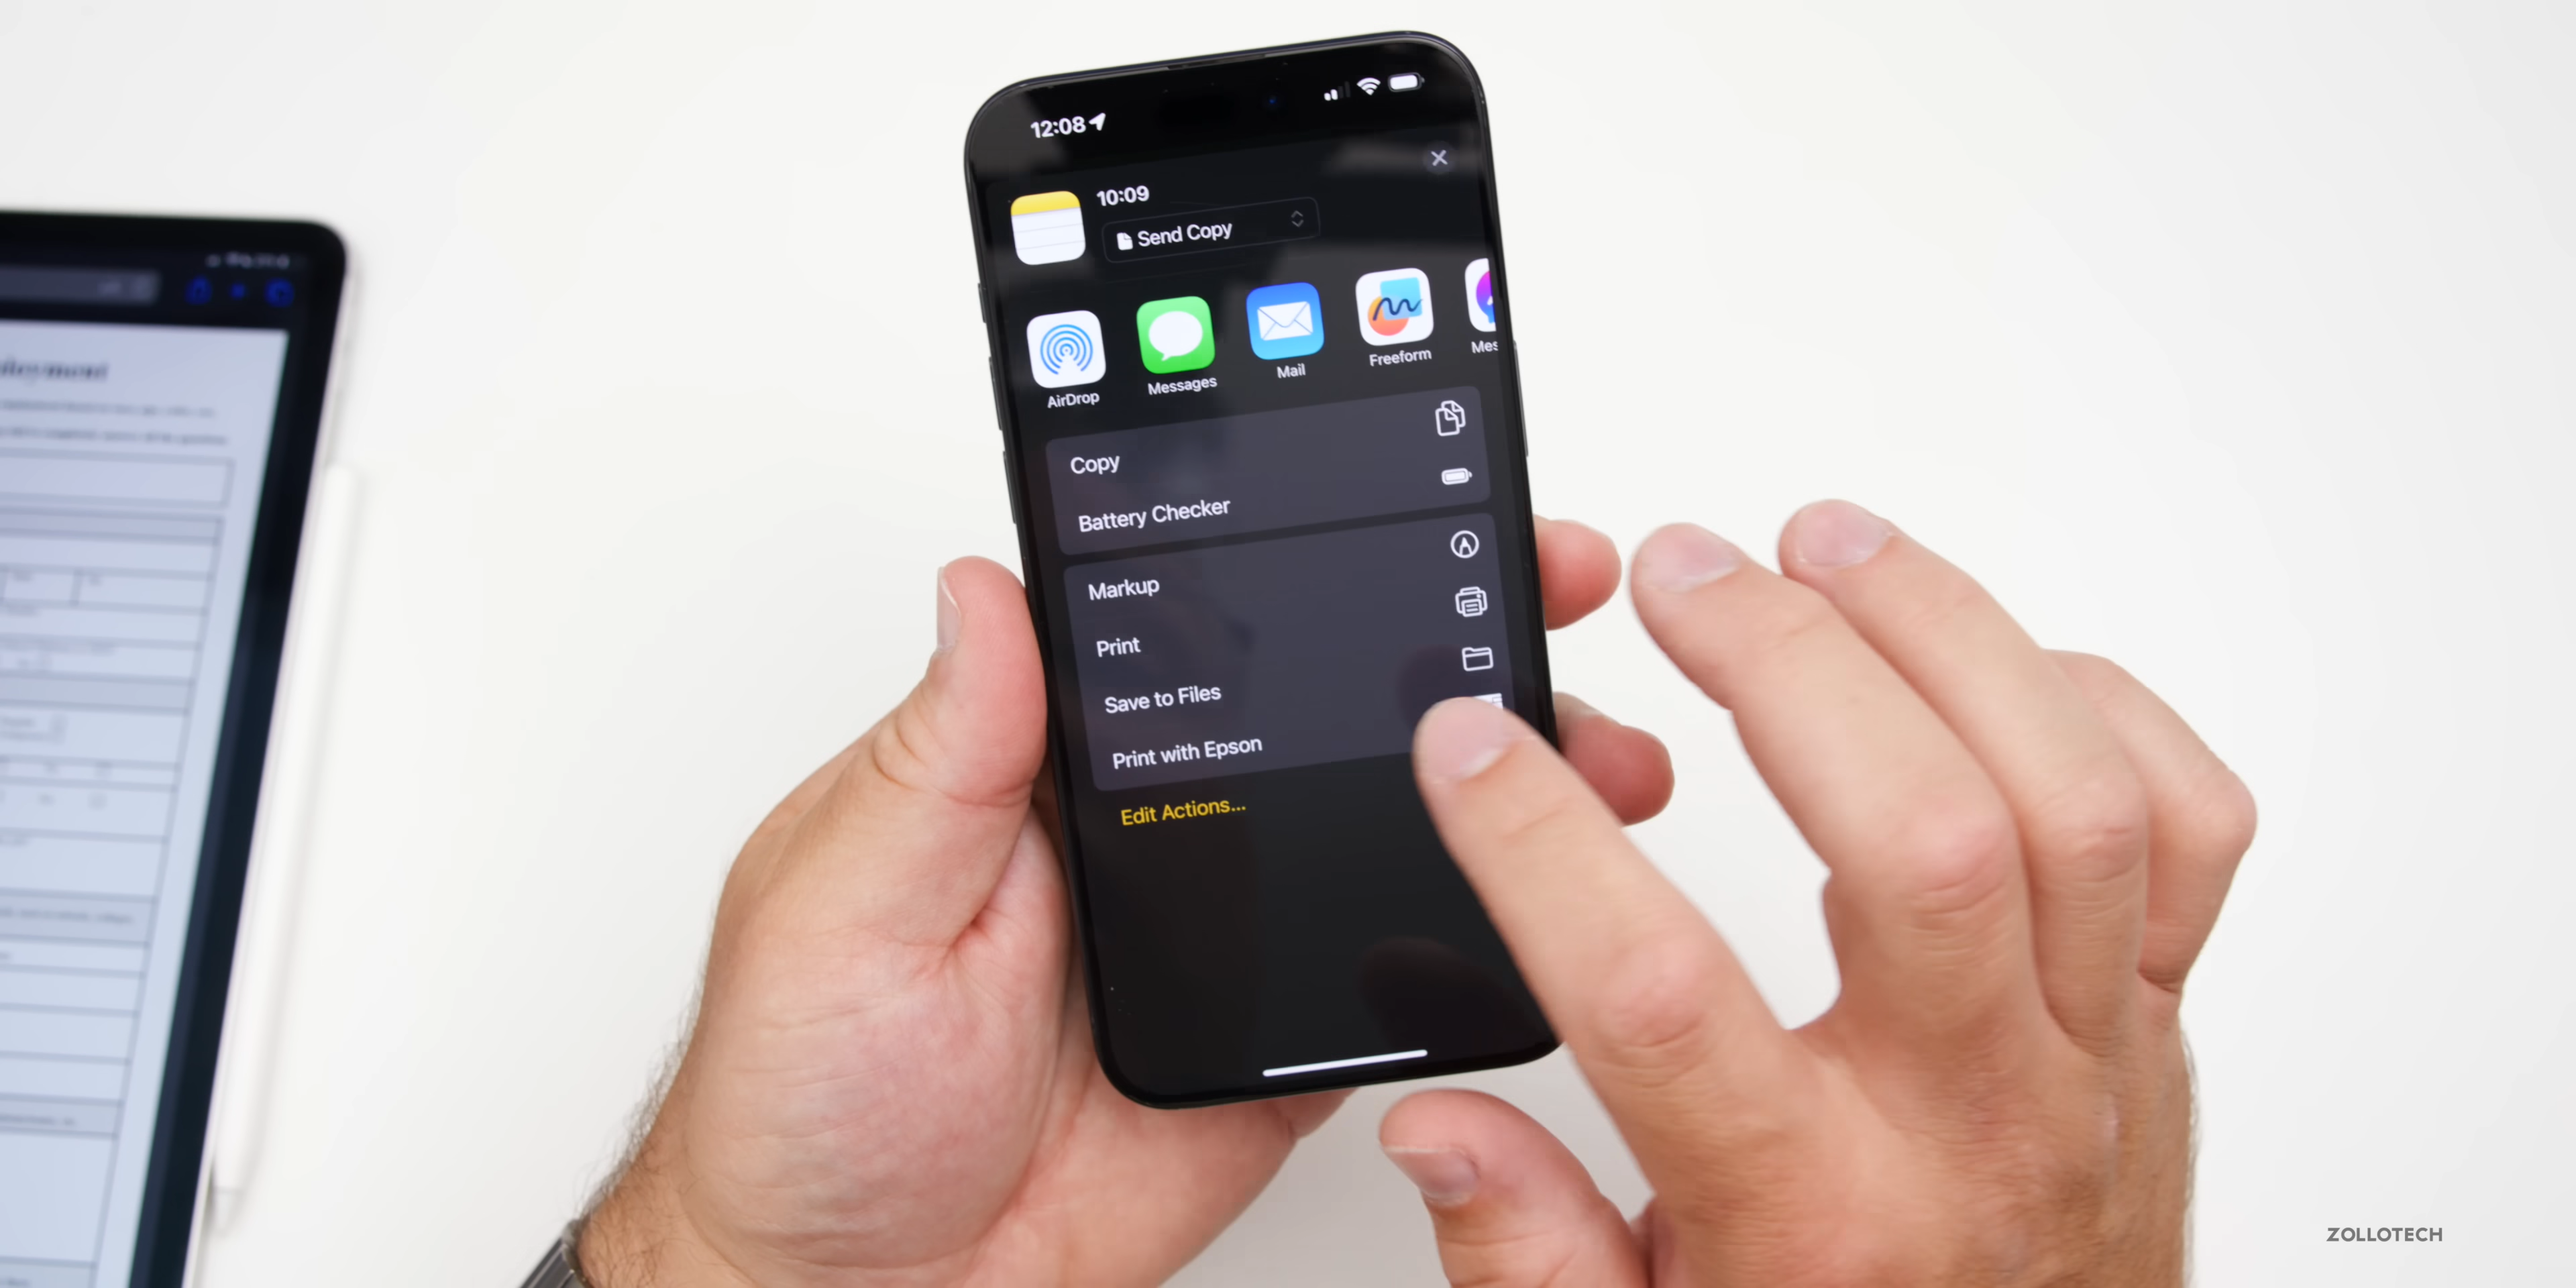 12:08
10:09
Send Copy
AirDrop
Messages
Mail
Freeform
Mes
Copy
Battery Checker
Markup
Print
Save to Files
Print with Epson
Edit Actions...
ZOLLOTECH